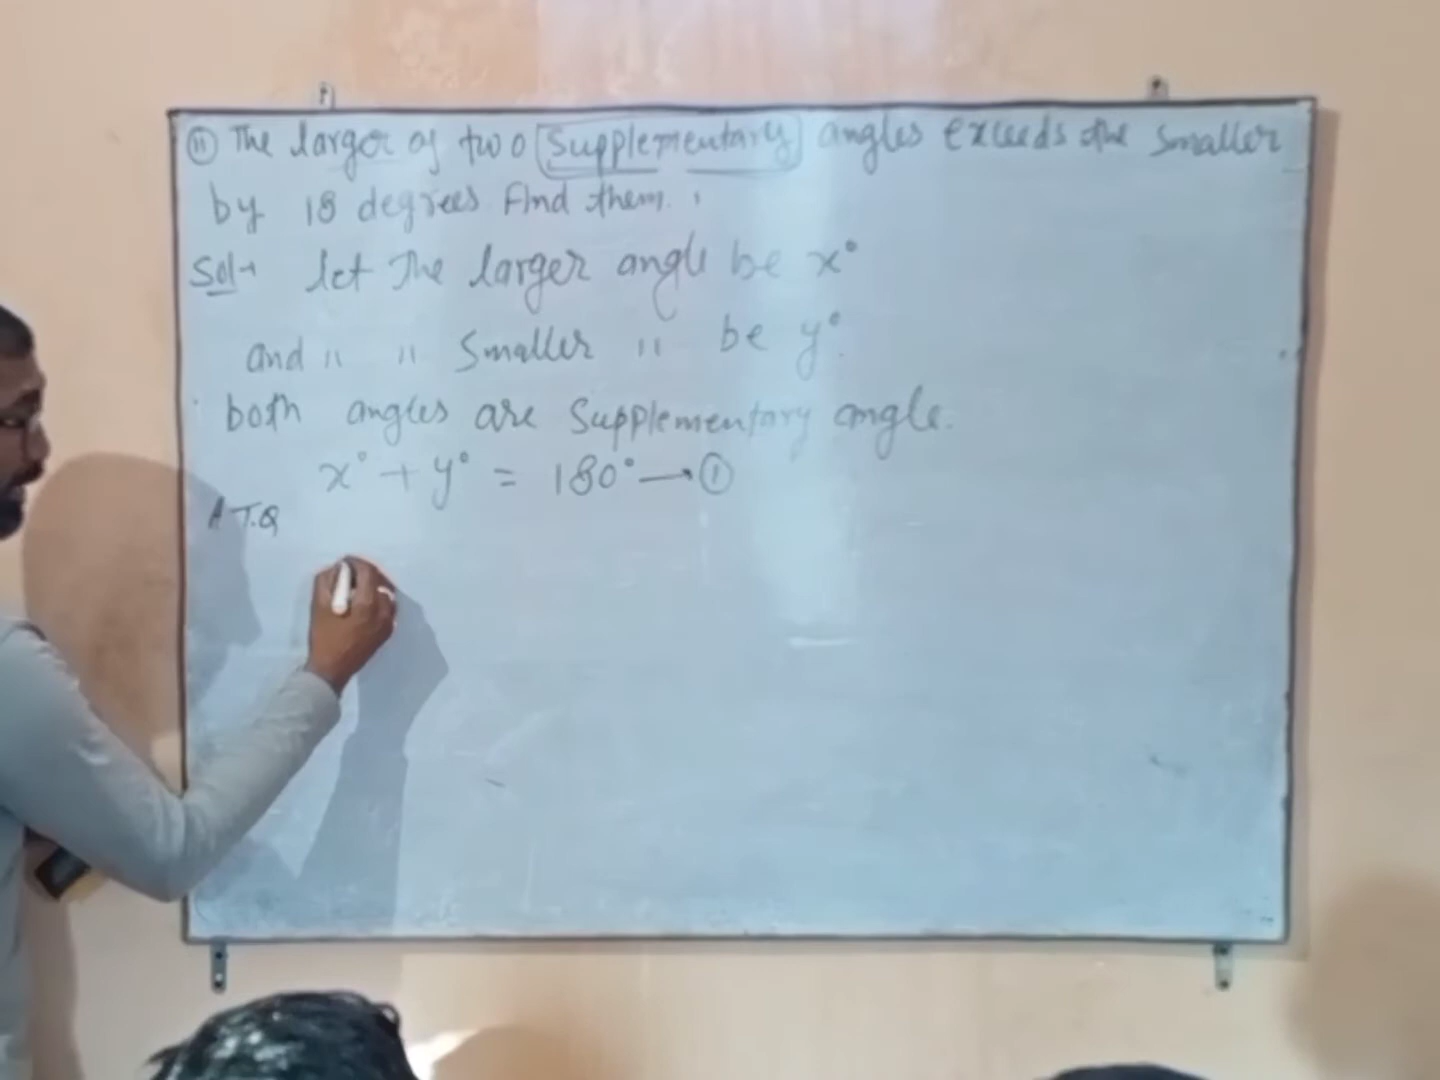 (ii) The larger of two Supplementary angles exceeds the smaller
by 18 degrees Find them.
Sol→ let The larger angle be x°
and " " Smaller " be y°.
both angles are Supplementary angle.
x° + y° = 180° → ①
A T.Q